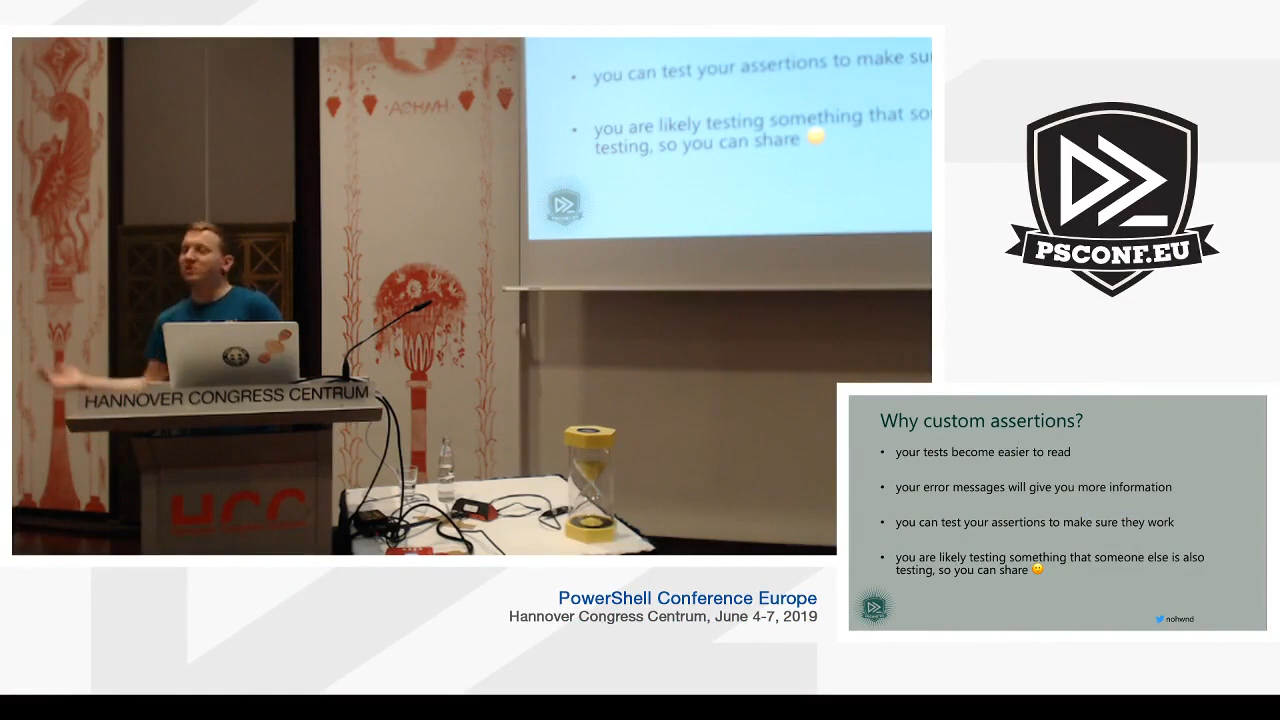 you can test your assertions to make su
you are likely testing something that so
testing, so you can share 🙂
HANNOVER CONGRESS CENTRUM
HCC
PSCONF.EU
Why custom assertions?
• your tests become easier to read
• your error messages will give you more information
• you can test your assertions to make sure they work
• you are likely testing something that someone else is also
testing, so you can share 🙂
nohwnd
PowerShell Conference Europe
Hannover Congress Centrum, June 4-7, 2019